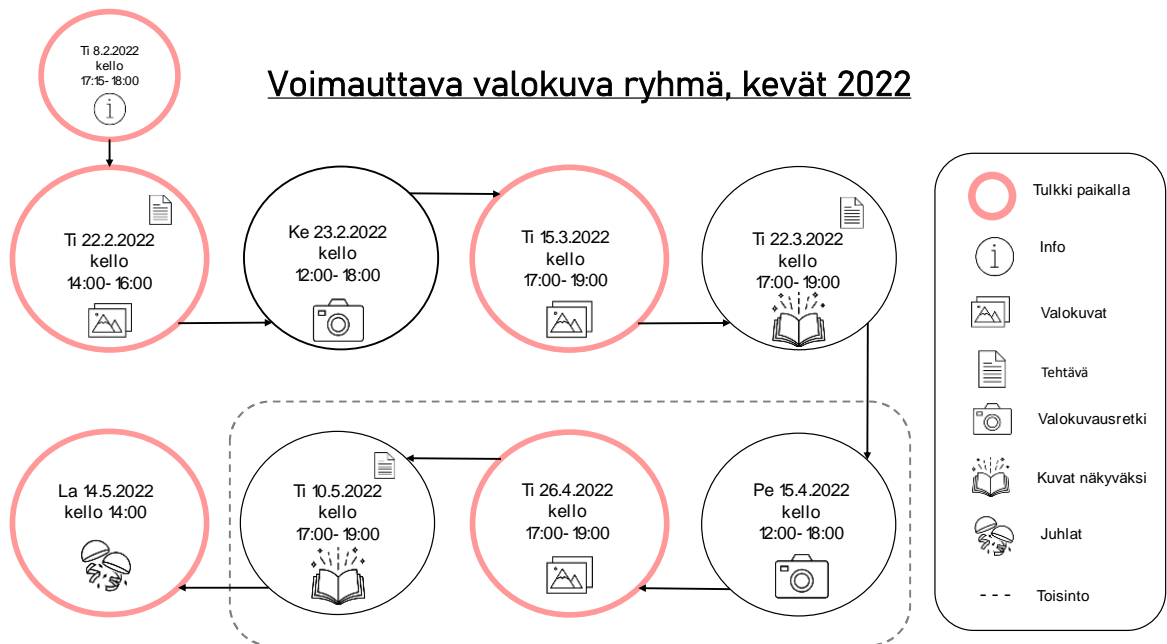 Ti 8.2.2022
kello
17:15- 18:00
Voimauttava valokuva ryhmä, kevät 2022
Ti 22.2.2022
kello
14:00- 16:00
Ke 23.2.2022
kello
12:00- 18:00
Ti 15.3.2022
kello
17:00- 19:00
Ti 22.3.2022
kello
17:00- 19:00
Pe 15.4.2022
kello
12:00- 18:00
Ti 26.4.2022
kello
17:00- 19:00
Ti 10.5.2022
kello
17:00- 19:00
La 14.5.2022
kello 14:00
Tulkki paikalla
i Info
Valokuvat
Tehtävä
Valokuvausretki
Kuvat näkyväksi
Juhlat
Toisinto